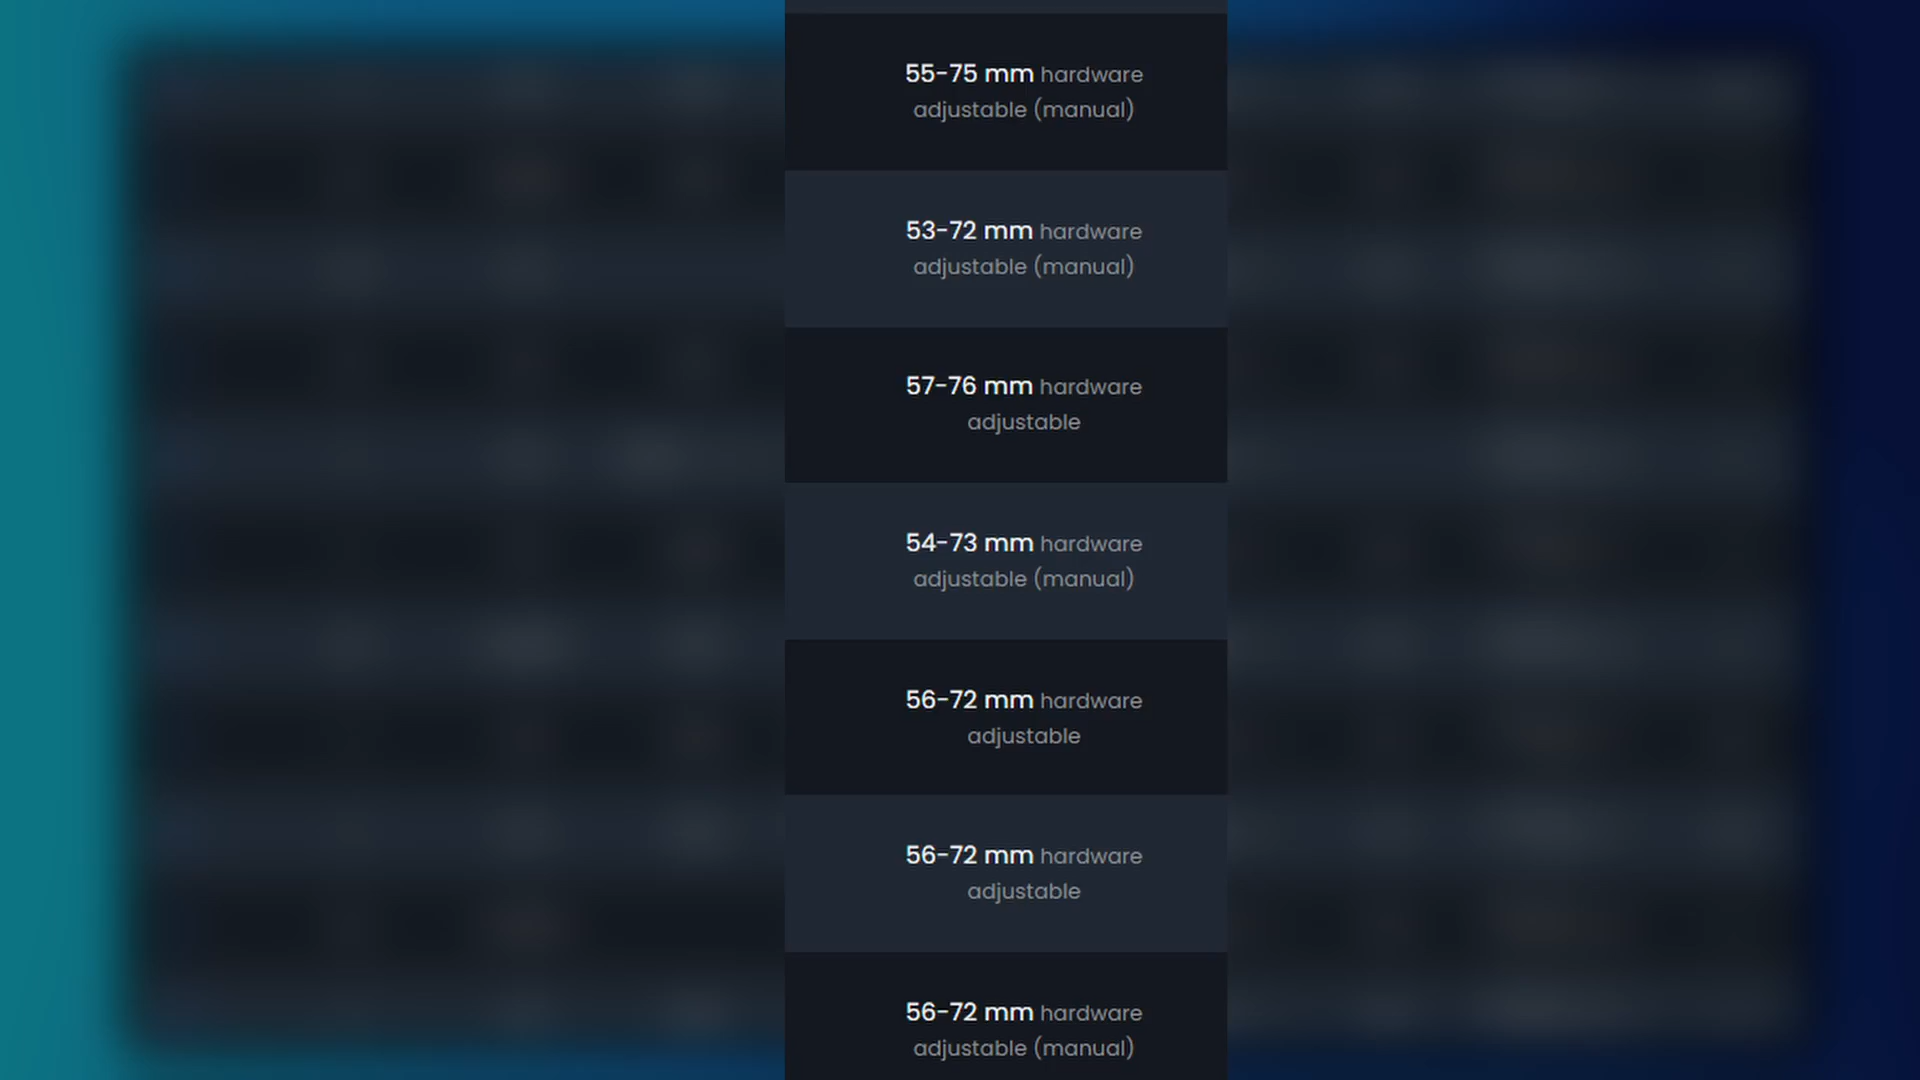 55-75 mm hardware
adjustable (manual)
53-72 mm hardware
adjustable (manual)
57-76 mm hardware
adjustable
54-73 mm hardware
adjustable (manual)
56-72 mm hardware
adjustable
56-72 mm hardware
adjustable
56-72 mm hardware
adjustable (manual)